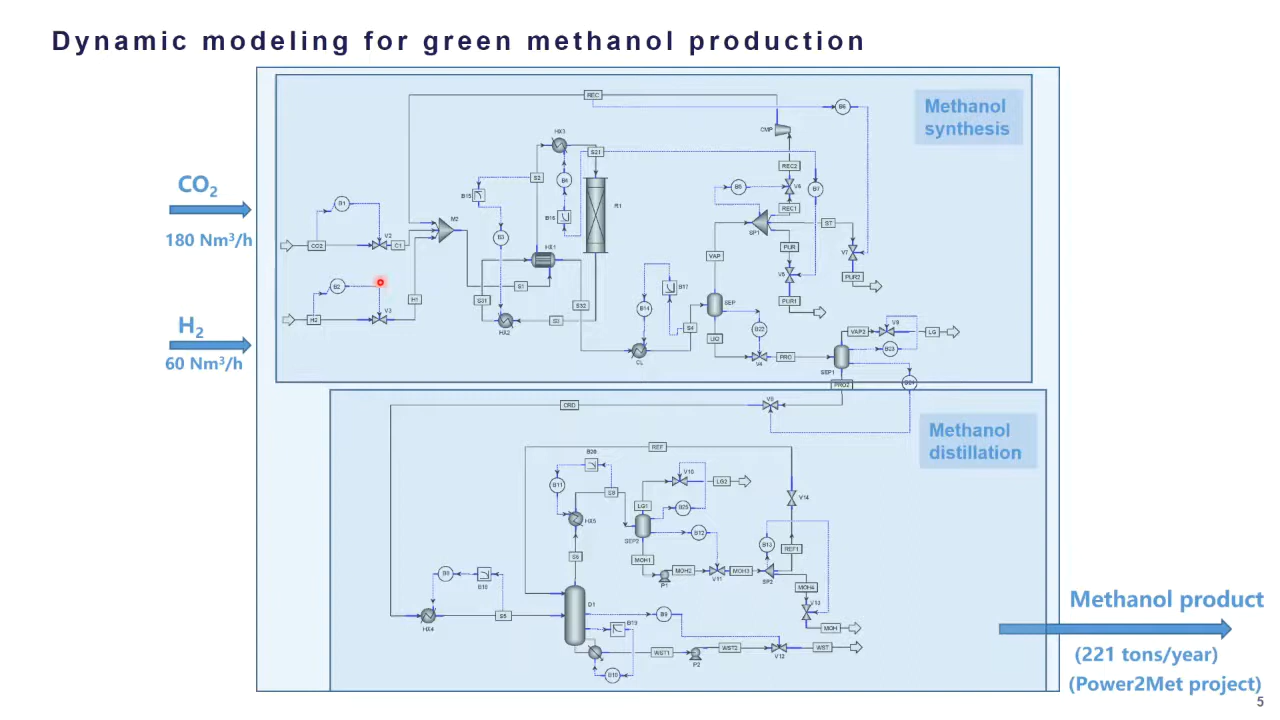 Dynamic modeling for green methanol production
Methanol
synthesis
CO2
180 Nm3/h
H2
60 Nm3/h
REC
B6
CMP
HX3
S21
REC2
S2
B4
B5
V6
B7
B15
B1
B16
R1
REC1
M2
SP1
ST
V2
B3
CO2
C1
HX1
PUR
V7
VAP
V5
PUR2
B2
S1
B17
H1
S31
S32
B14
SEP
PUR1
V3
H2
HX2
S3
S4
B22
V9
VAP2
LG
LIQ
B23
CL
V4
PRO
SEP1
PRO2
B24
CRD
V8
Methanol
distillation
REF
B20
V10
B11
S9
LG2
V14
LG1
B25
HX5
SEP2
B12
B13
REF1
S8
MOH1
MOH2
MOH3
P1
V11
SP2
MOH4
B19
D1
V13
HX4
S5
B9
B19
MOH
WST1
WST2
WST
P2
V12
B10
Methanol product
(221 tons/year)
(Power2Met project)
5